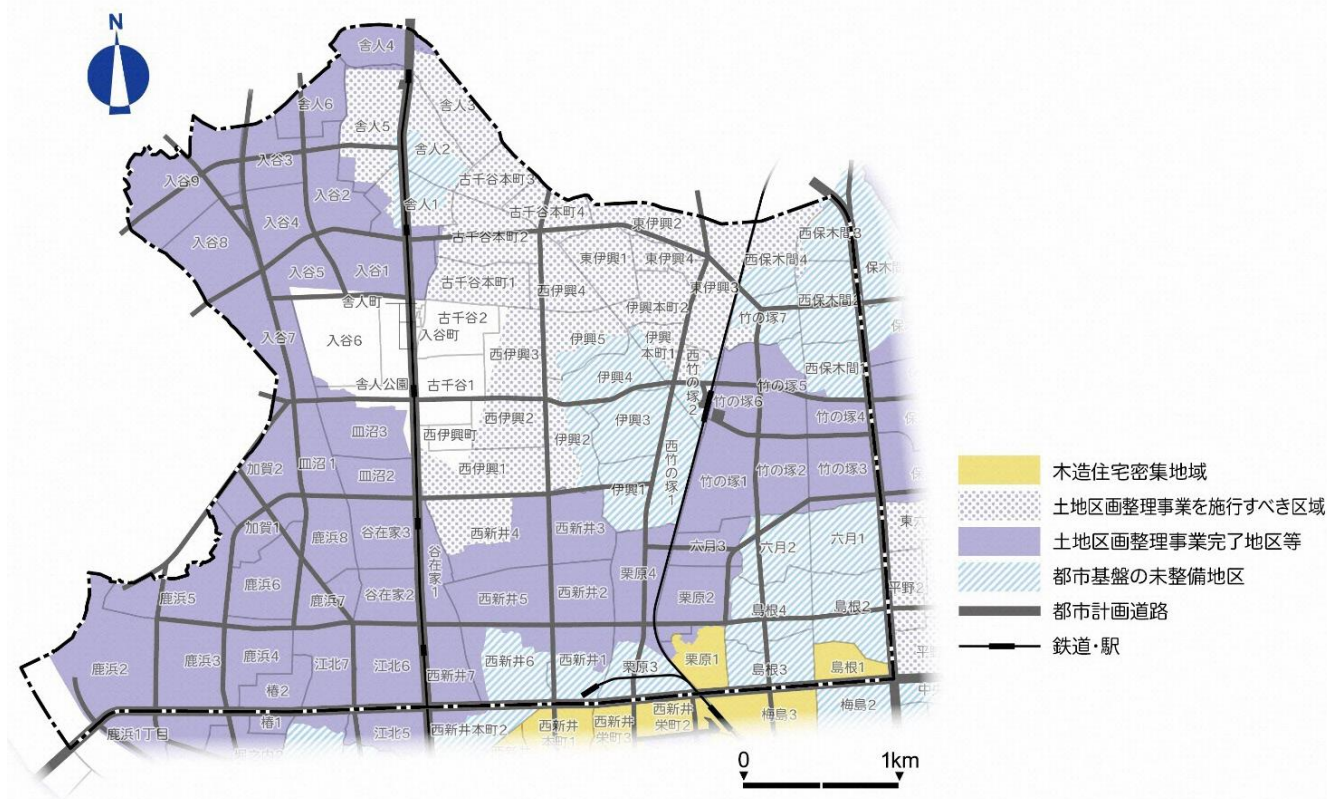 N
舎人4
舎人6
舎人3
舎人5
舎人2
入谷3
入谷9
入谷2
古千谷本町3
舎人1
古千谷本町4
入谷4
入谷8
東伊興2
西保木間3
古千谷本町2
東伊興1
東伊興4
西保木間4
保木
入谷5
入谷1
古千谷本町1
西伊興4
東伊興3
舎人町
伊興本町2
西保木間2
古千谷2
竹の塚7
入谷7
入谷6
入谷町
伊興5
伊興
本町1
西伊興3
西保木間1
舎人公園
古千谷1
伊興4
西竹の塚2
竹の塚5
竹の塚6
西伊興2
伊興3
竹の塚4
皿沼3
西伊興町
伊興2
加賀2
皿沼1
皿沼2
西伊興1
西竹の塚1
竹の塚2
竹の塚3
竹の塚1
伊興1
加賀1
鹿浜8
谷在家3
西新井4
西新井3
六月3
六月2
六月1
東六
谷在家1
鹿浜6
栗原4
鹿浜5
鹿浜7
谷在家2
西新井5
西新井2
栗原2
島根4
島根2
平野2
鹿浜2
鹿浜3
鹿浜4
江北7
江北6
西新井7
西新井6
西新井1
栗原3
栗原1
島根3
島根1
平野
椿2
椿1
鹿浜1丁目
江北5
西新井本町2
西新井
本町1
西新井
栄町3
西新井
栄町2
梅島3
梅島2
中央
木造住宅密集地域
土地区画整理事業を施行すべき区域
土地区画整理事業完了地区等
都市基盤の未整備地区
都市計画道路
鉄道・駅
0
1km